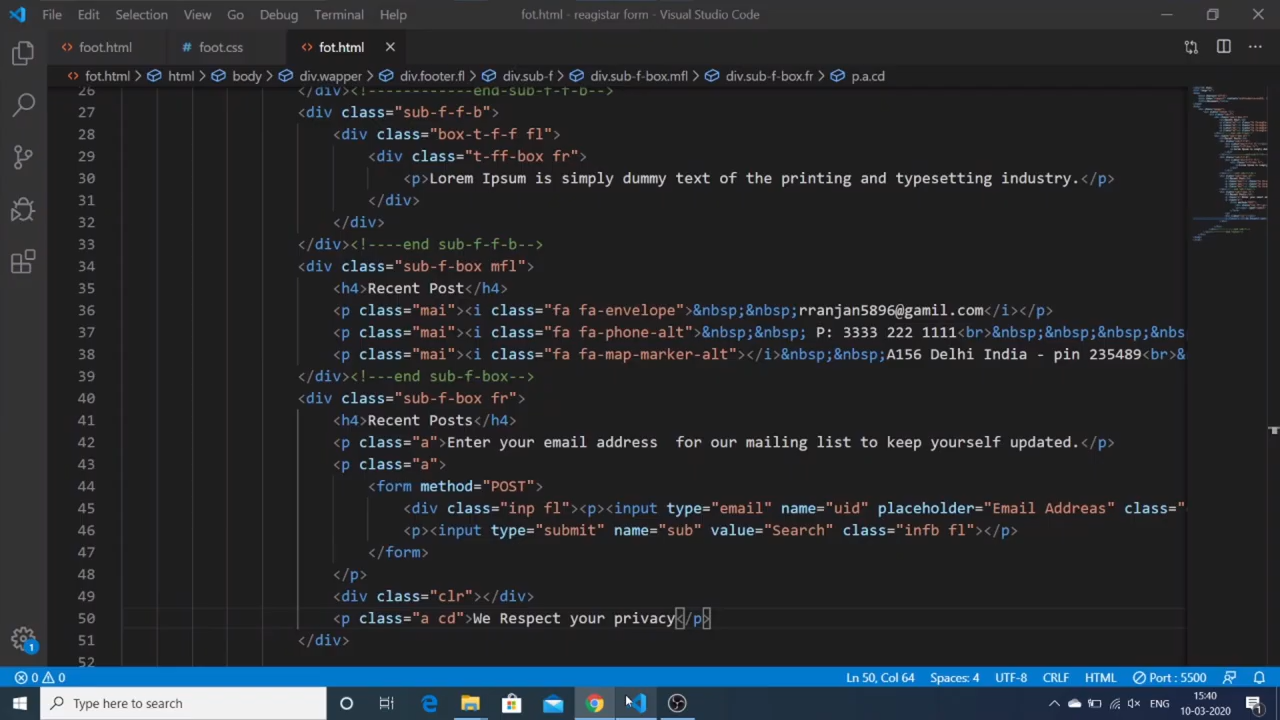 File Edit Selection View Go Debug Terminal Help fot.html - reagistar form - Visual Studio Code
<> foot.html # foot.css <> fot.html
<> fot.html > html > body > div.wapper > div.footer.fl > div.sub-f > div.sub-f-box.mfl > div.sub-f-box.fr > p.a.cd
26 </div><!------------end-sub-f-f-b-->
27 <div class="sub-f-f-b">
28 <div class="box-t-f-f fl">
29 <div class="t-ff-box fr">
30 <p>Lorem Ipsum is simply dummy text of the printing and typesetting industry.</p>
31 </div>
32 </div>
33 </div><!----end sub-f-f-b-->
34 <div class="sub-f-box mfl">
35 <h4>Recent Post</h4>
36 <p class="mai"><i class="fa fa-envelope">&nbsp;&nbsp;rranjan5896@gamil.com</i></p>
37 <p class="mai"><i class="fa fa-phone-alt">&nbsp;&nbsp; P: 3333 222 1111<br>&nbsp;&nbsp;&nbsp;&nbs
38 <p class="mai"><i class="fa fa-map-marker-alt"></i>&nbsp;&nbsp;A156 Delhi India - pin 235489<br>&
39 </div><!---end sub-f-box-->
40 <div class="sub-f-box fr">
41 <h4>Recent Posts</h4>
42 <p class="a">Enter your email address  for our mailing list to keep yourself updated.</p>
43 <p class="a">
44 <form method="POST">
45 <div class="inp fl"><p><input type="email" name="uid" placeholder="Email Addreas" class="
46 <p><input type="submit" name="sub" value="Search" class="infb fl"></p>
47 </form>
48 </p>
49 <div class="clr"></div>
50 <p class="a cd">We Respect your privacy</p>
51 </div>
52
1 0 0 Ln 50, Col 64 Spaces: 4 UTF-8 CRLF HTML Port : 5500
Type here to search ENG 15:40
10-03-2020 1